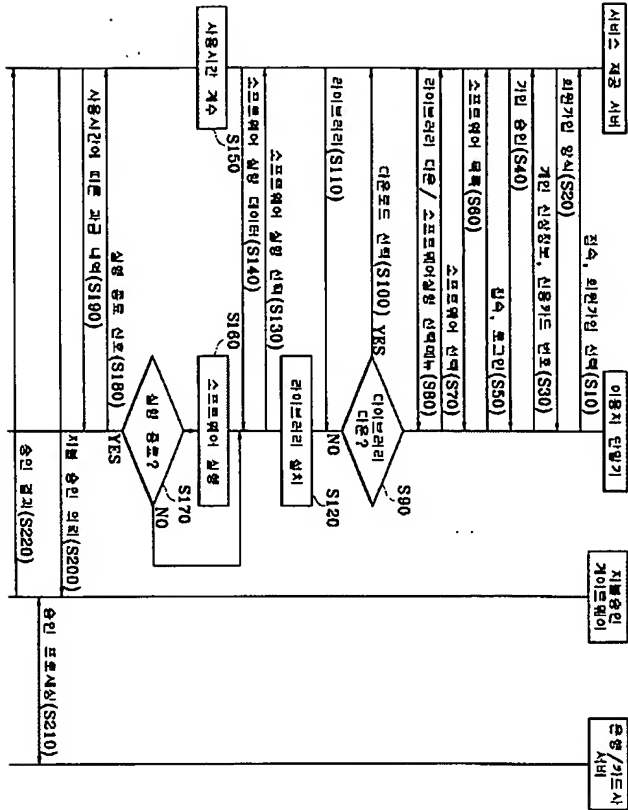 서비스 제공 서버
이용자 단말기
지불승인
게이트웨이
은행/카드사
서버
접속, 회원가입 선택(S10)
회원가입 양식(S20)
개인 신상정보, 신용카드 번호(S30)
가입 승인(S40)
접속, 로그인(S50)
소프트웨어 목록(S60)
소프트웨어 선택(S70)
라이브러리 다운/소프트웨어실행 선택메뉴(S80)
라이브러리
다운?
S90
다운로드 선택(S100)
YES
NO
라이브러리(S110)
라이브러리 설치
S120
소프트웨어 실행 선택(S130)
소프트웨어 실행 데이터(S140)
사용시간 계수
S150
소프트웨어 실행
S160
실행 종료?
S170
NO
YES
실행 종료 신호(S180)
사용시간에 따른 과금 내역(S190)
지불 승인 의뢰(S200)
승인 프로세싱(S210)
승인 결과(S220)